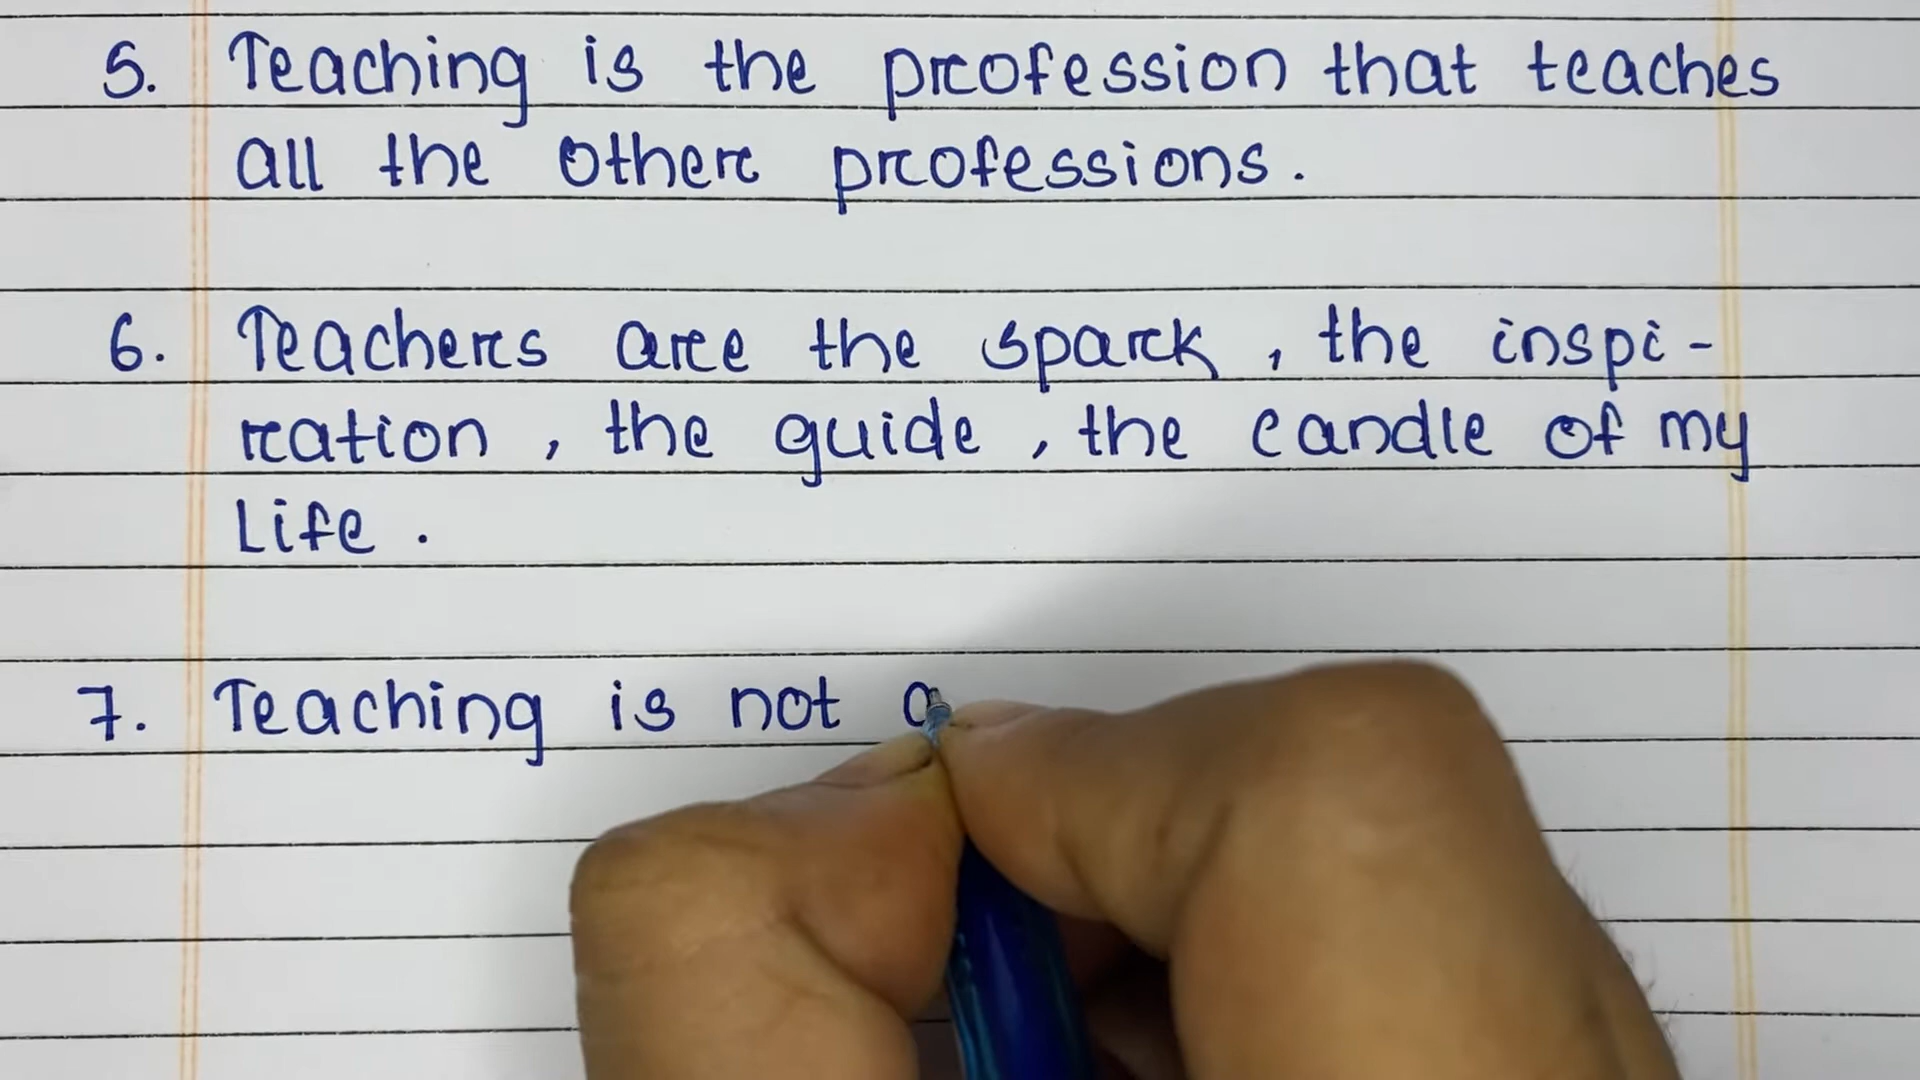 5. Teaching is the profession that teaches
all the other professions.
6. Teachers are the spark, the inspi-
ration, the guide, the candle of my
Life.
7. Teaching is not a